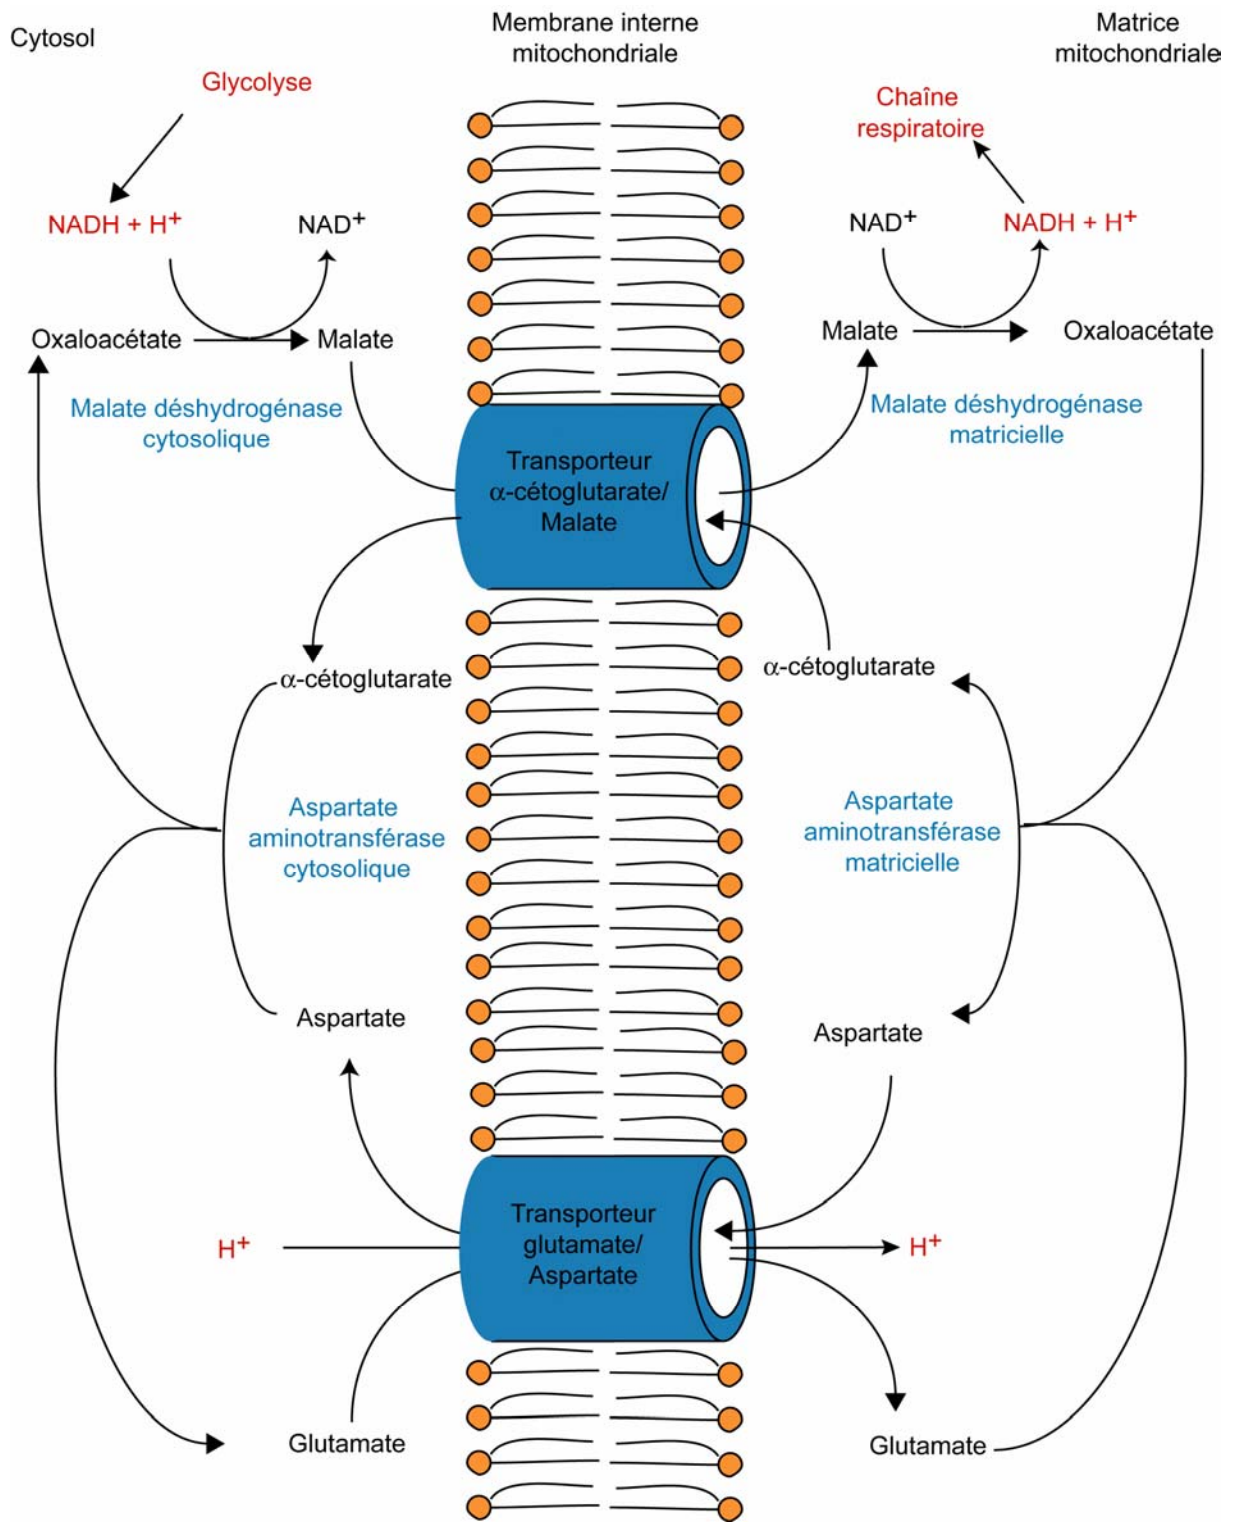 Cytosol
Membrane interne
mitochondriale
Matrice
mitochondriale
Glycolyse
Chaîne
respiratoire
NADH + H⁺
NAD⁺
NAD⁺
NADH + H⁺
Oxaloacétate
Malate
Malate
Oxaloacétate
Malate déshydrogénase
cytosolique
Malate déshydrogénase
matricielle
Transporteur
α-cétoglutarate/
Malate
α-cétoglutarate
α-cétoglutarate
Aspartate
aminotransférase
cytosolique
Aspartate
aminotransférase
matricielle
Aspartate
Aspartate
Transporteur
glutamate/
Aspartate
H⁺
H⁺
Glutamate
Glutamate